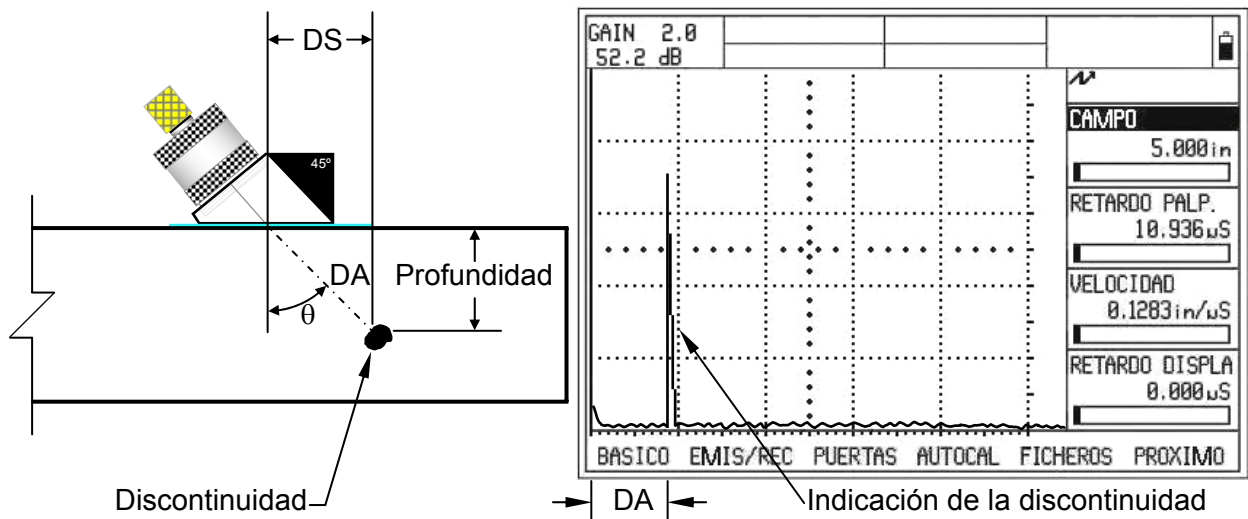 DS
45º
DA
Profundidad
θ
Discontinuidad
GAIN 2.0
52.2 dB
CAMPO
5.000in
RETARDO PALP.
10.936µS
VELOCIDAD
0.1283in/µS
RETARDO DISPLA
0.000µS
BASICO EMIS/REC PUERTAS AUTOCAL FICHEROS PROXIMO
DA
Indicación de la discontinuidad